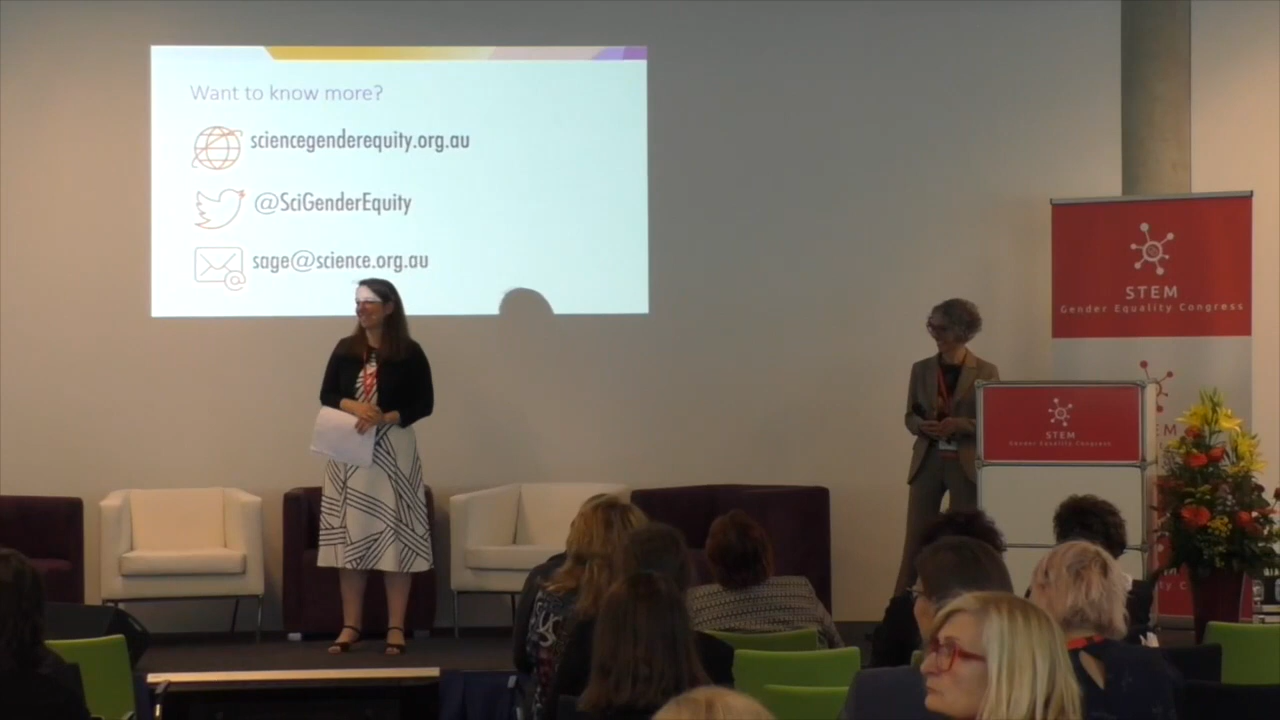 Want to know more?
sciencegenderequity.org.au
@SciGenderEquity
sage@science.org.au
STEM
Gender Equality Congress
STEM
Gender Equality Congress